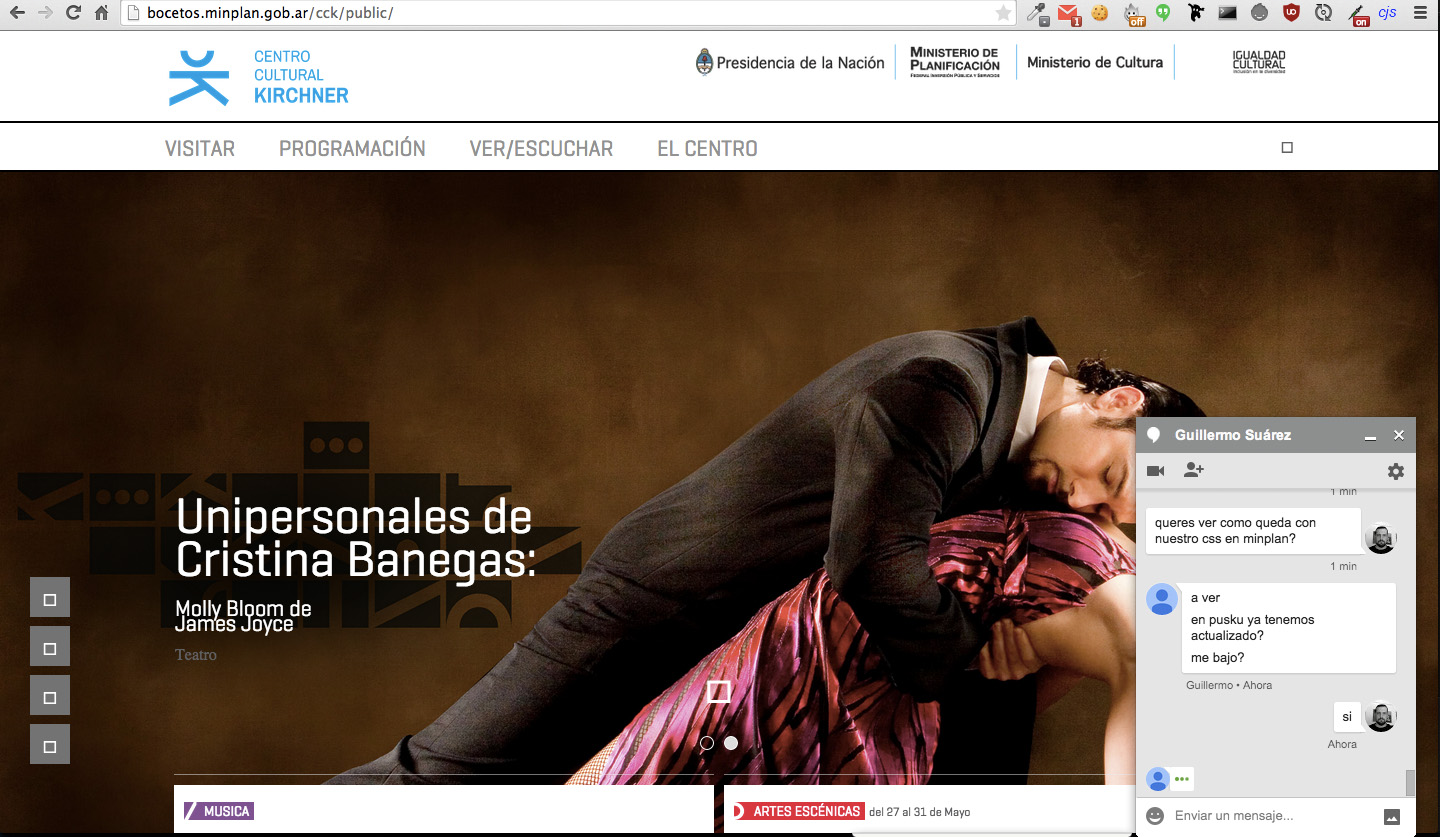 bocetos.minplan.gob.ar/cck/public/
1
off
UD
on
cjs
CENTRO
CULTURAL
KIRCHNER
Presidencia de la Nación
MINISTERIO DE
PLANIFICACIÓN
FEDERAL, INVERSIÓN PÚBLICA Y SERVICIOS
Ministerio de Cultura
IGUALDAD
CULTURAL
inclusión en la diversidad
VISITAR
PROGRAMACIÓN
VER/ESCUCHAR
EL CENTRO
Unipersonales de
Cristina Banegas:
Molly Bloom de
James Joyce
Teatro
MUSICA
ARTES ESCÉNICAS del 27 al 31 de Mayo
Guillermo Suárez
1 min
queres ver como queda con
nuestro css en minplan?
1 min
a ver
en pusku ya tenemos
actualizado?
me bajo?
Guillermo • Ahora
si
Ahora
Enviar un mensaje...